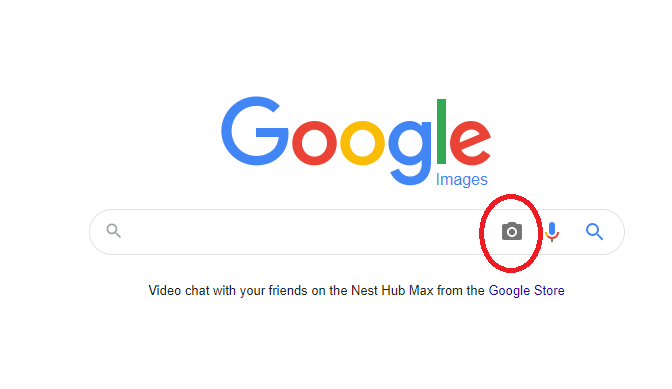 Google
Images
Video chat with your friends on the Nest Hub Max from the Google Store